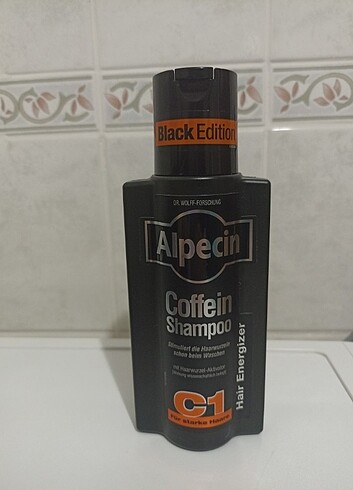 Black Edition
DR. WOLFF-FORSCHUNG
Alpecin
Coffein
Shampoo
Stimuliert die Haarwurzeln
schon beim Waschen
mit Haarwurzel-Aktivator
C1
Für starke Haare
Hair Energizer